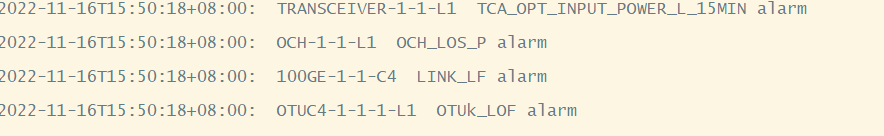 2022-11-16T15:50:18+08:00: TRANSCEIVER-1-1-L1 TCA_OPT_INPUT_POWER_L_15MIN alarm
2022-11-16T15:50:18+08:00: OCH-1-1-L1 OCH_LOS_P alarm
2022-11-16T15:50:18+08:00: 100GE-1-1-C4 LINK_LF alarm
2022-11-16T15:50:18+08:00: OTUC4-1-1-1-L1 OTUk_LOF alarm